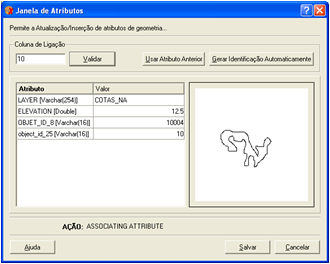 Janela de Atributos
Permite a Atualização/Inserção de atributos de geometria...
Coluna de Ligação
10
Validar
Usar Atributo Anterior
Gerar Identificação Automaticamente
Atributo Valor
LAYER [Varchar(254)] COTAS_NA
ELEVATION [Double] 12.5
OBJET_ID_8 [Varchar(16)] 10004
object_id_25 [Varchar(16)] 10
AÇÃO: ASSOCIATING ATTRIBUTE
Ajuda
Salvar
Cancelar